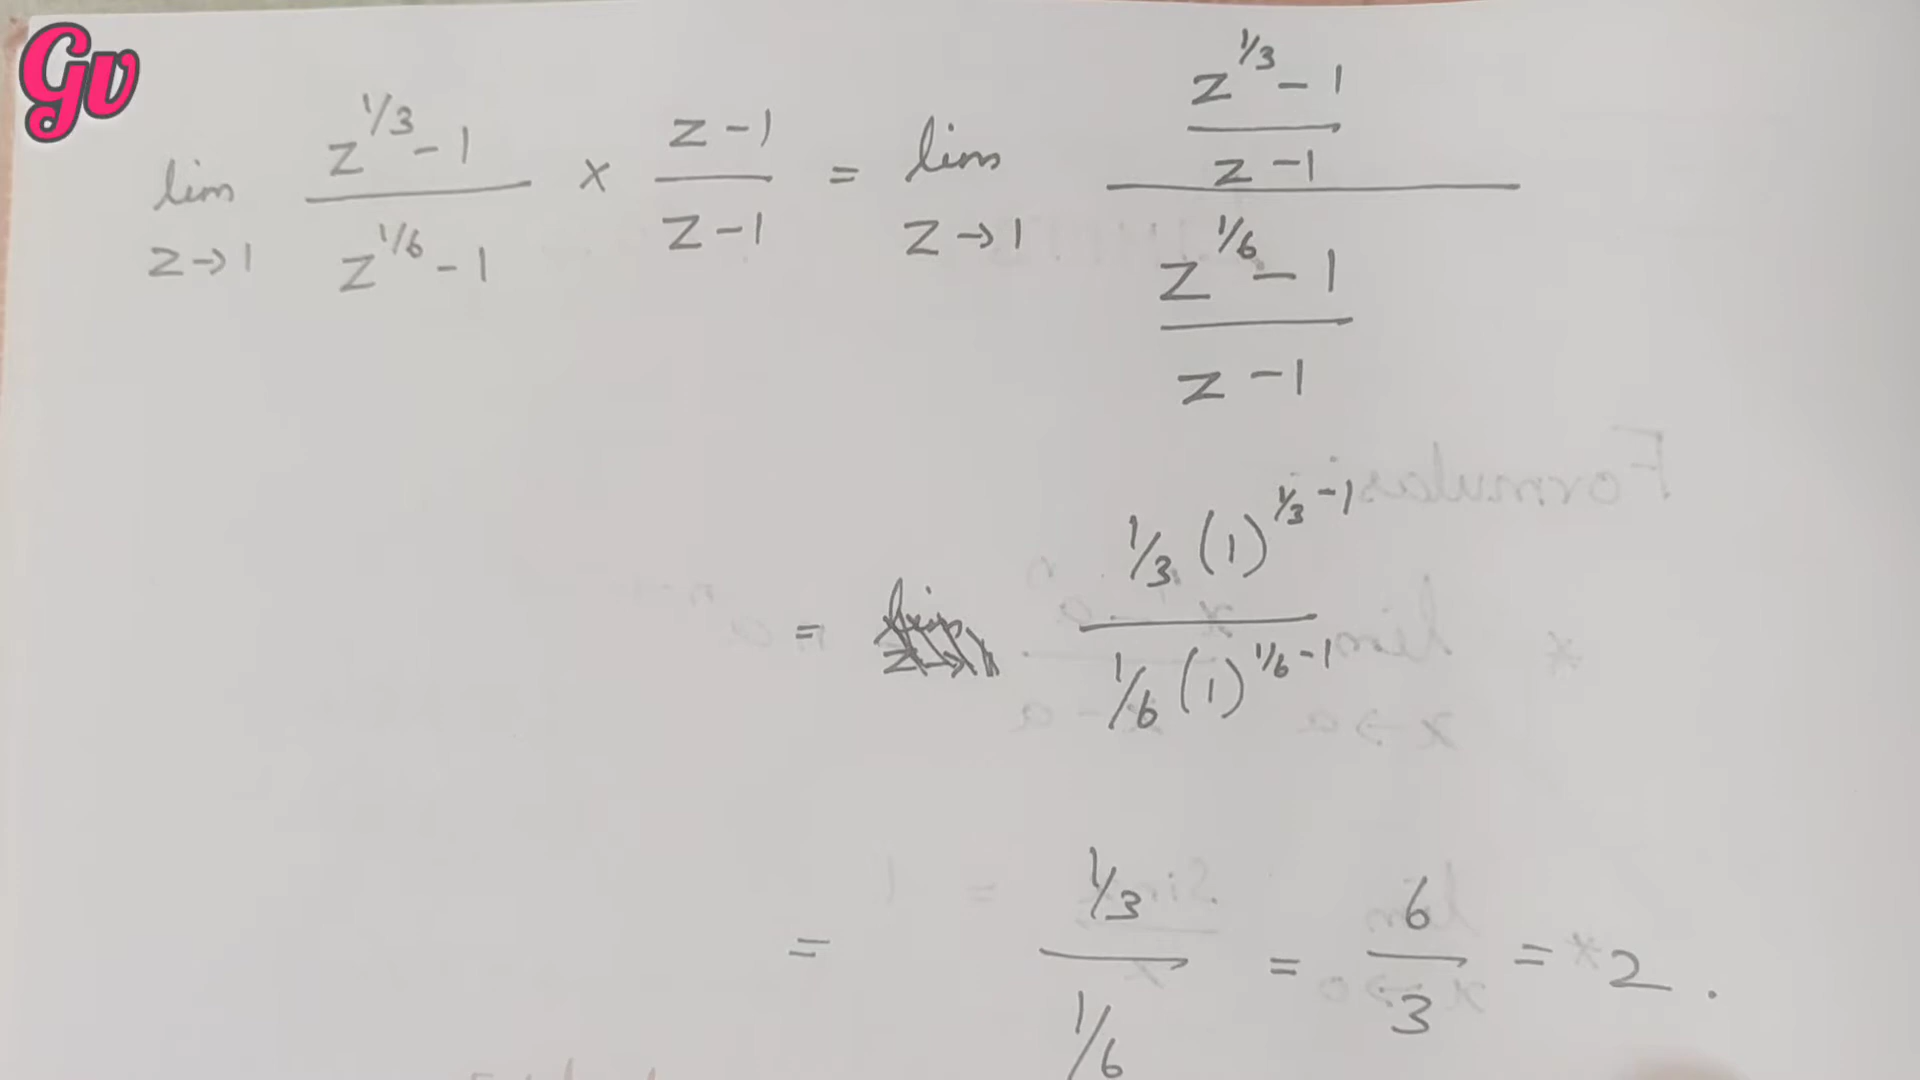 Gv
lim z→1 (z^1/3 - 1)/(z^1/6 - 1) × (z - 1)/(z - 1) = lim z→1 ((z^1/3 - 1)/(z - 1))/((z^1/6 - 1)/(z - 1))
= (1/3 (1)^1/3 - 1)/(1/6 (1)^1/6 - 1)
= (1/3)/(1/6) = 6/3 = 2.